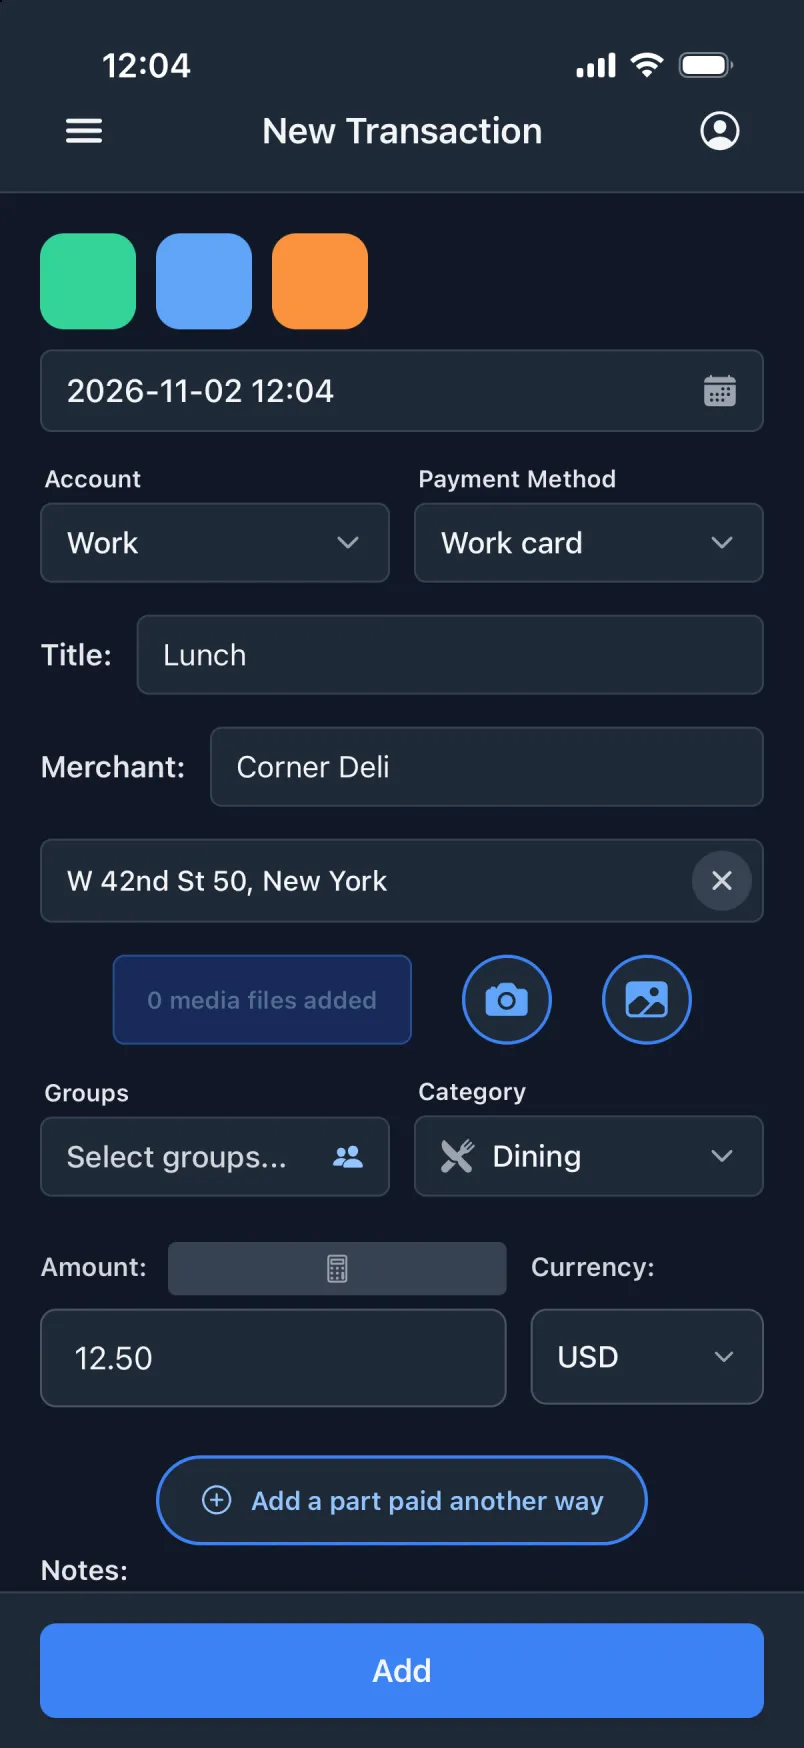 12:04
New Transaction
2026-11-02 12:04
Account
Payment Method
Work
Work card
Title:
Lunch
Merchant:
Corner Deli
W 42nd St 50, New York
0 media files added
Groups
Category
Select groups...
Dining
Amount:
Currency:
12.50
USD
Add a part paid another way
Notes:
Add